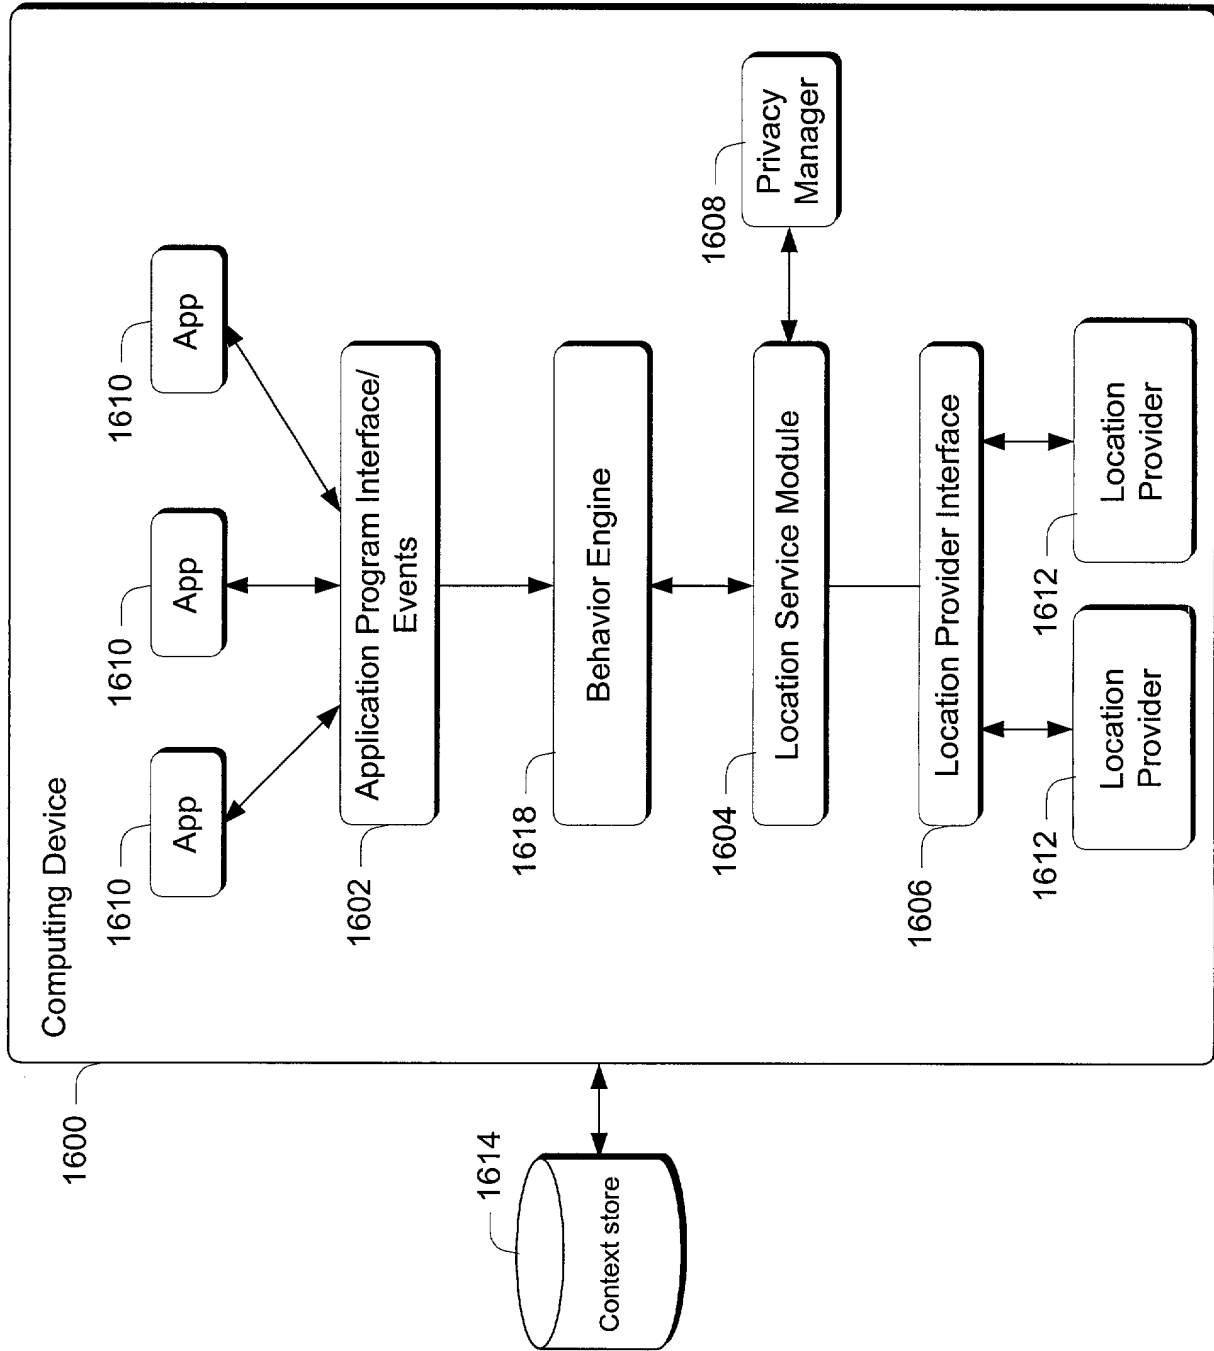 Computing Device
1600
1610
App
1610
App
1610
App
1602
Application Program Interface/
Events
1618
Behavior Engine
1604
Location Service Module
1608
Privacy
Manager
1606
Location Provider Interface
1612
Location
Provider
1612
Location
Provider
1614
Context store